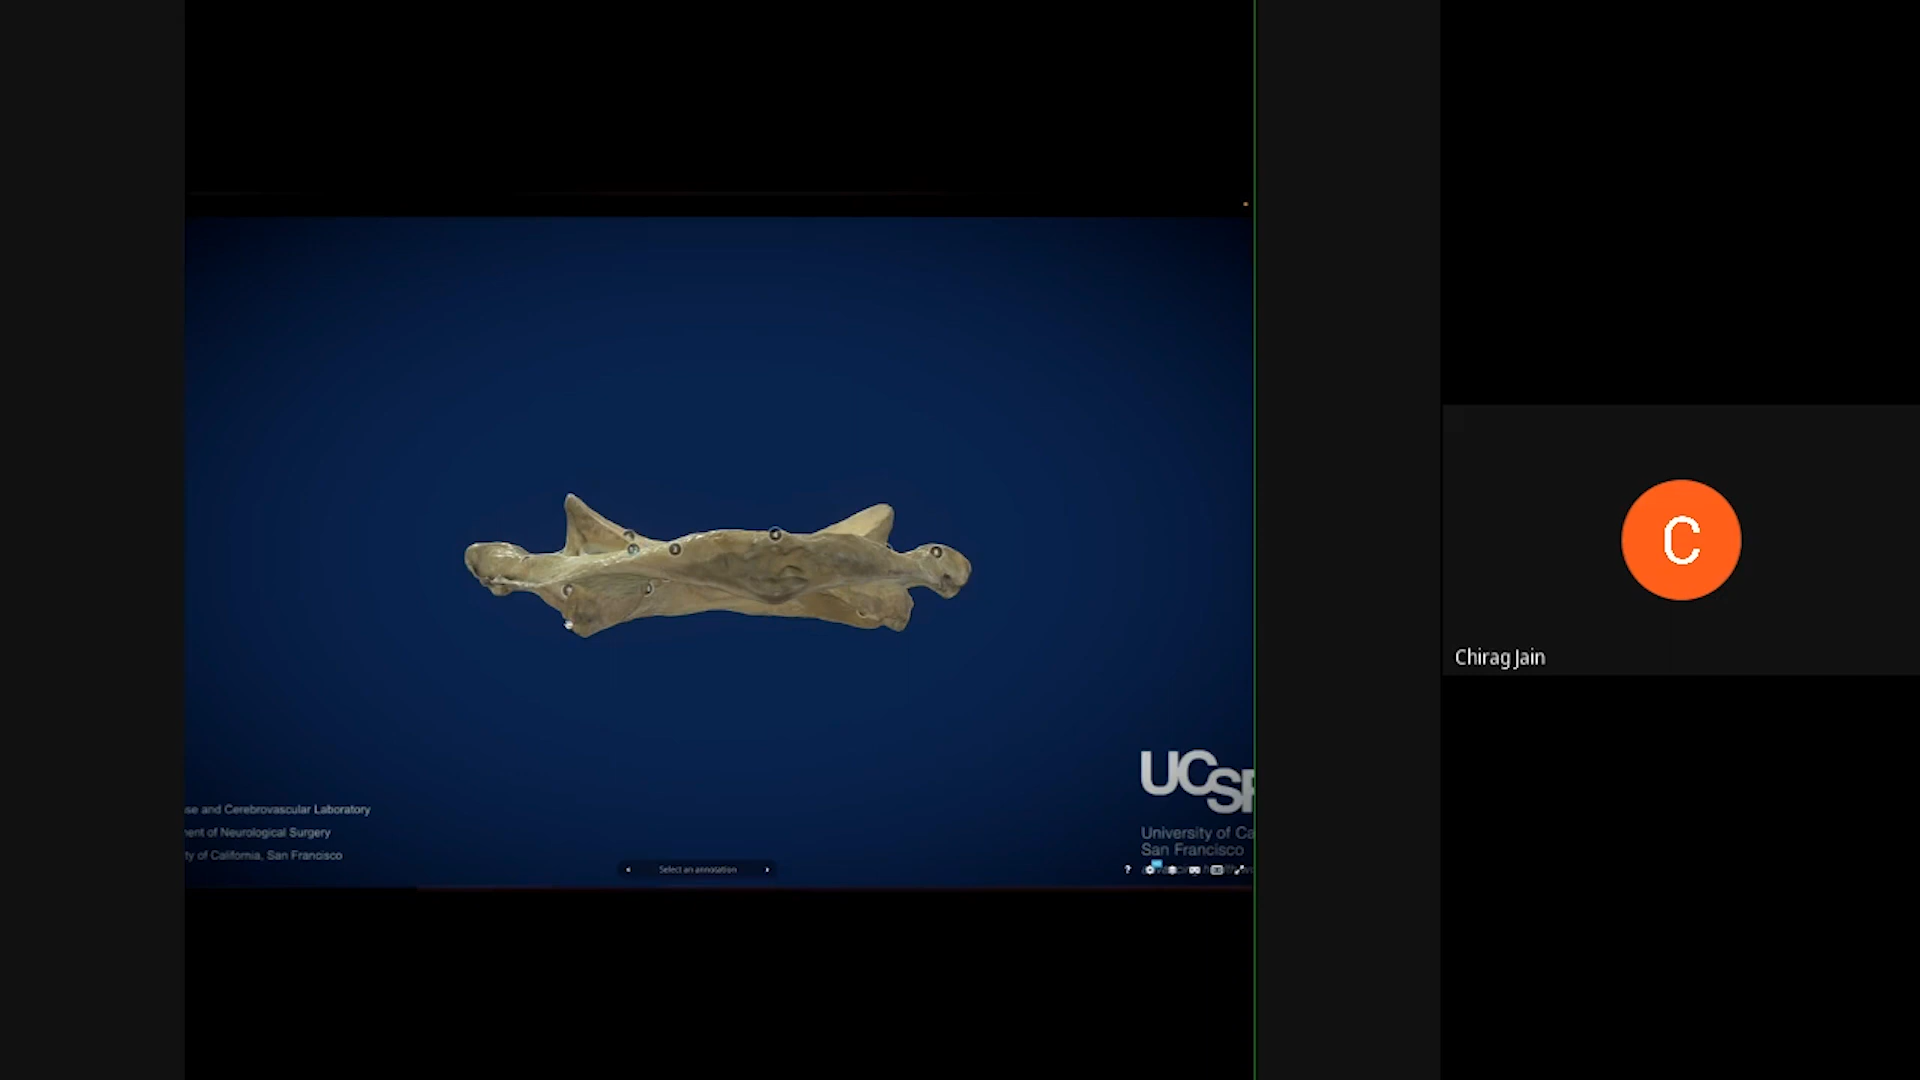 se and Cerebrovascular Laboratory
ent of Neurological Surgery
ty of California, San Francisco
Select an annotation
UCSF
University of Ca
San Francisco
C
Chirag Jain